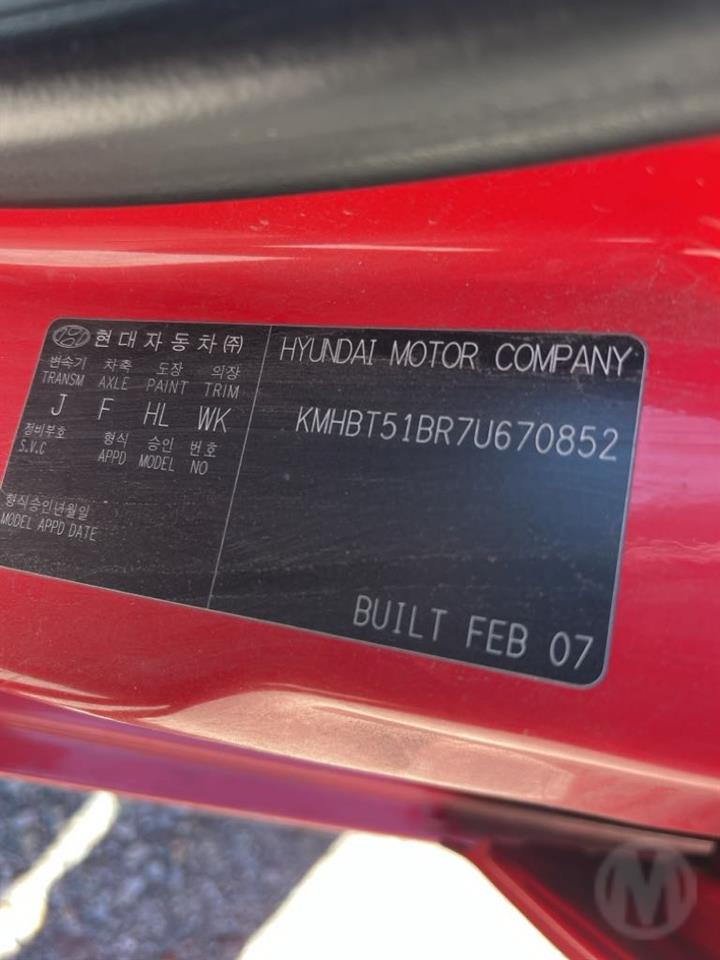 현대자동차(주)
변속기 차축 도장 의장
TRANSM AXLE PAINT TRIM
J F HL WK
정비부호 형식 승인 번호
S.V.C APPD MODEL NO
형식승인년월일
MODEL APPD DATE
HYUNDAI MOTOR COMPANY
KMHBT51BR7U670852
BUILT FEB 07
M